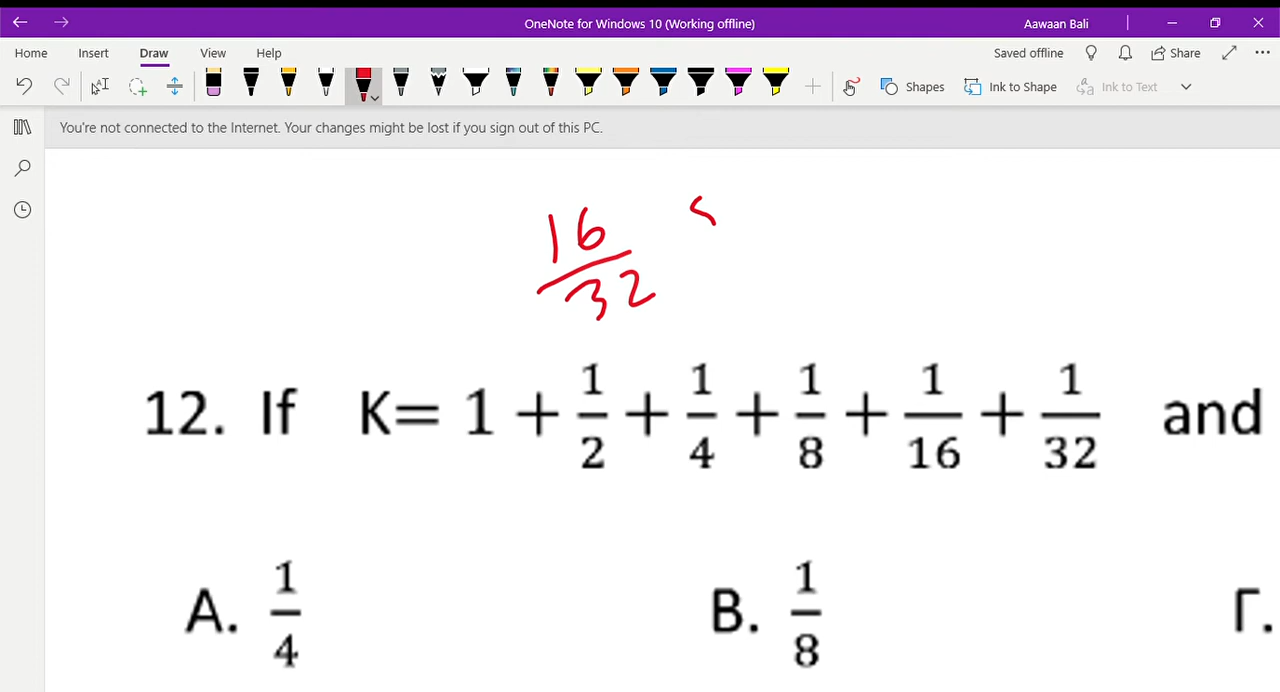 OneNote for Windows 10 (Working offline) Aawaan Bali
Home Insert Draw View Help Saved offline Share
Shapes Ink to Shape Ink to Text
You're not connected to the Internet. Your changes might be lost if you sign out of this PC.
16/32
12. If K= 1 + 1/2 + 1/4 + 1/8 + 1/16 + 1/32 and
A. 1/4 B. 1/8 Γ.